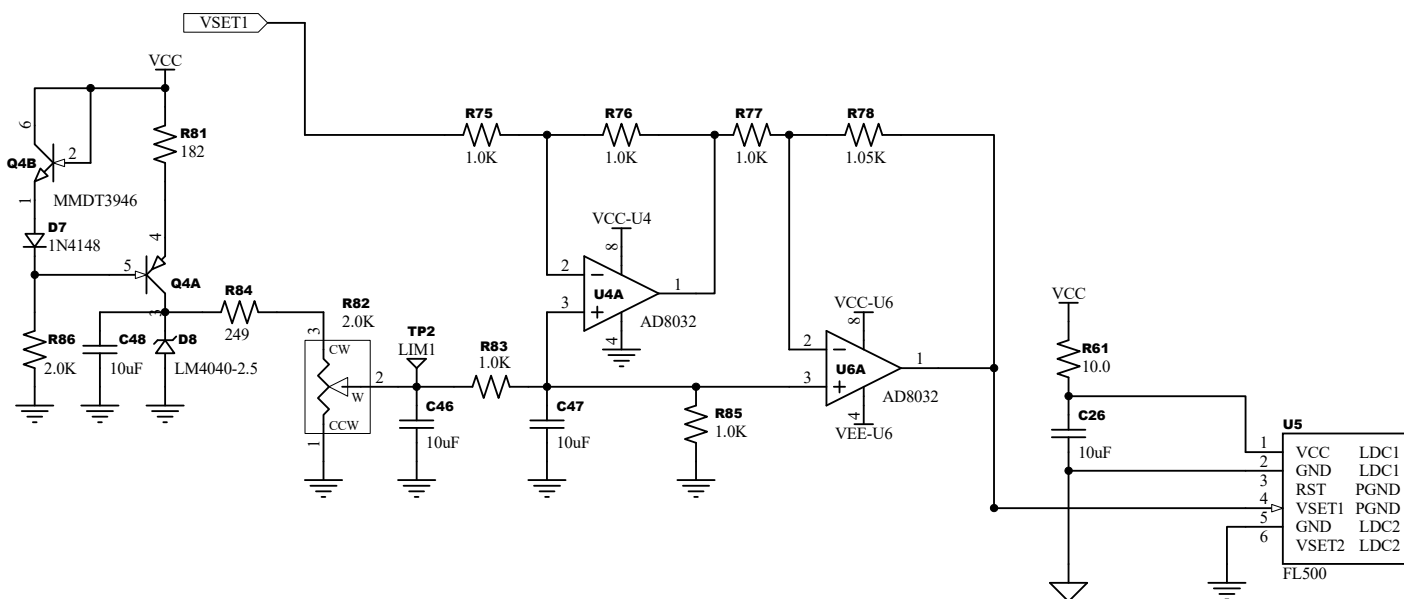 VSET1
VCC
6
2
Q4B
MMDT3946
1
R81
182
D7
1N4148
4
5
Q4A
3
R86
2.0K
C48
10uF
D8
LM4040-2.5
R84
249
R82
2.0K
3
CW
W
CCW
2
1
TP2
LIM1
C46
10uF
R83
1.0K
C47
10uF
R75
1.0K
R76
1.0K
R77
1.0K
R78
1.05K
VCC-U4
8
2
3
U4A
1
AD8032
4
R85
1.0K
VCC-U6
8
2
3
U6A
1
AD8032
4
VEE-U6
VCC
R61
10.0
C26
10uF
U5
1 VCC LDC1
2 GND LDC1
3 RST PGND
4 VSET1 PGND
5 GND LDC2
6 VSET2 LDC2
FL500